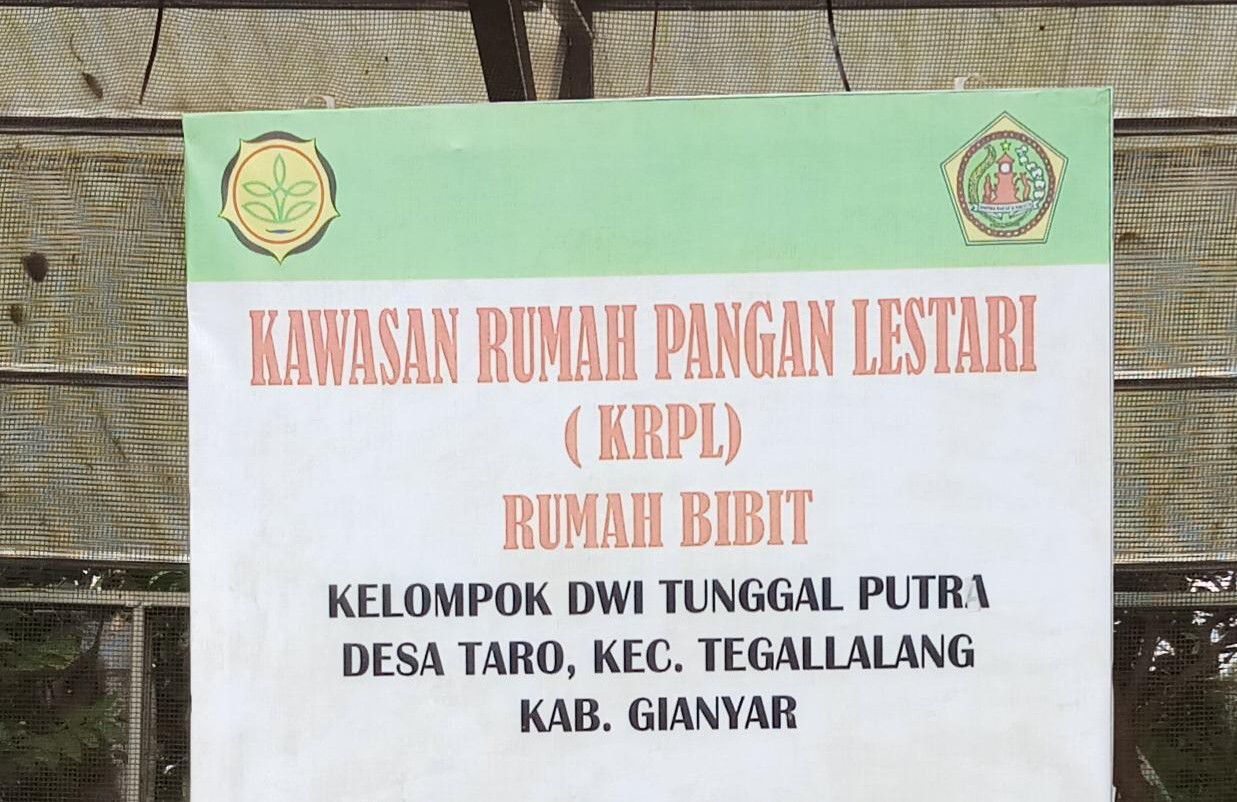 KAWASAN RUMAH PANGAN LESTARI
( KRPL)
RUMAH BIBIT
KELOMPOK DWI TUNGGAL PUTRA
DESA TARO, KEC. TEGALLALANG
KAB. GIANYAR